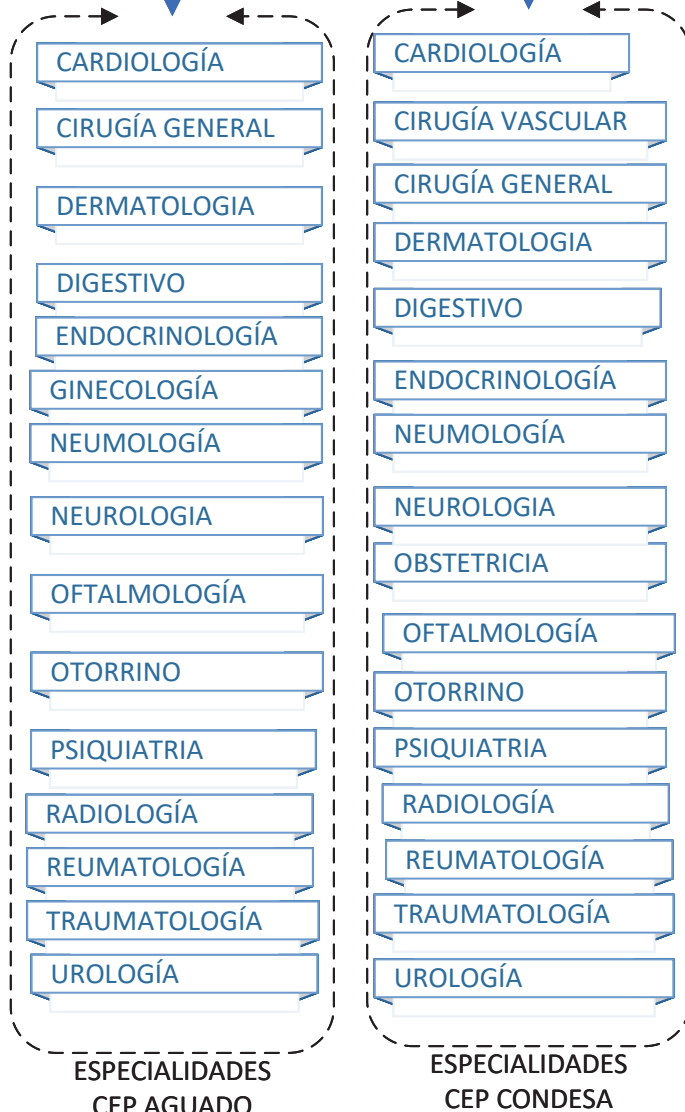 CARDIOLOGÍA
CIRUGÍA GENERAL
DERMATOLOGIA
DIGESTIVO
ENDOCRINOLOGÍA
GINECOLOGÍA
NEUMOLOGÍA
NEUROLOGIA
OFTALMOLOGÍA
OTORRINO
PSIQUIATRIA
RADIOLOGÍA
REUMATOLOGÍA
TRAUMATOLOGÍA
UROLOGÍA
ESPECIALIDADES
CEP AGUADO
CARDIOLOGÍA
CIRUGÍA VASCULAR
CIRUGÍA GENERAL
DERMATOLOGIA
DIGESTIVO
ENDOCRINOLOGÍA
NEUMOLOGÍA
NEUROLOGIA
OBSTETRICIA
OFTALMOLOGÍA
OTORRINO
PSIQUIATRIA
RADIOLOGÍA
REUMATOLOGÍA
TRAUMATOLOGÍA
UROLOGÍA
ESPECIALIDADES
CEP CONDESA